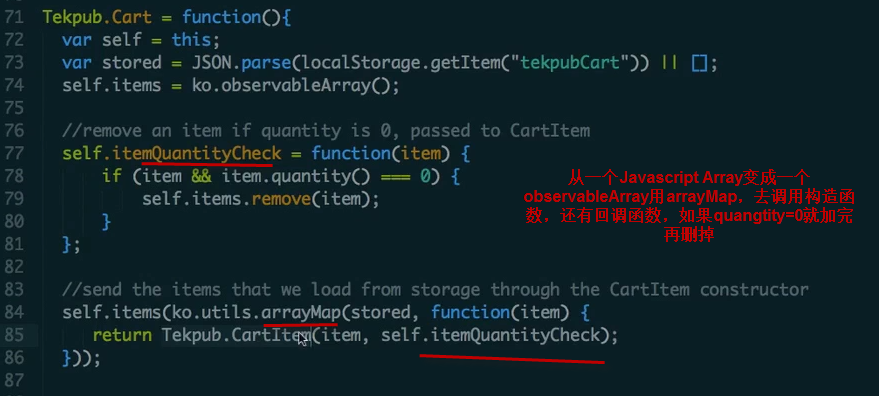 71 Tekpub.Cart = function(){
72 var self = this;
73 var stored = JSON.parse(localStorage.getItem("tekpubCart")) || [];
74 self.items = ko.observableArray();
75
76 //remove an item if quantity is 0, passed to CartItem
77 self.itemQuantityCheck = function(item) {
78 if (item && item.quantity() === 0) {
79 self.items.remove(item);
80 }
81 };
82
83 //send the items that we load from storage through the CartItem constructor
84 self.items(ko.utils.arrayMap(stored, function(item) {
85 return Tekpub.CartItem(item, self.itemQuantityCheck);
86 }));
87
从一个Javascript Array变成一个
observableArray用arrayMap，去调用构造函
数，还有回调函数，如果quangtity=0就加完
再删掉